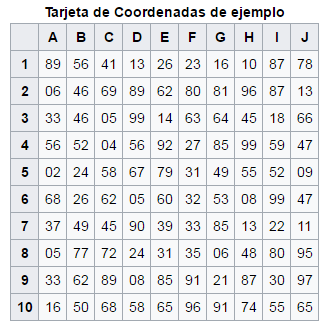 Tarjeta de Coordenadas de ejemplo
A B C D E F G H I J
1 89 56 41 13 26 23 16 10 87 78
2 06 46 69 89 62 80 81 96 87 13
3 33 46 05 99 14 63 64 45 18 66
4 56 52 04 56 92 27 85 99 59 47
5 02 24 58 67 79 31 49 55 52 09
6 68 26 62 05 60 32 53 08 99 47
7 37 49 45 90 39 33 85 13 22 11
8 05 77 72 24 31 35 06 48 80 95
9 33 62 89 08 85 91 21 87 30 97
10 16 50 68 58 65 96 91 74 55 65